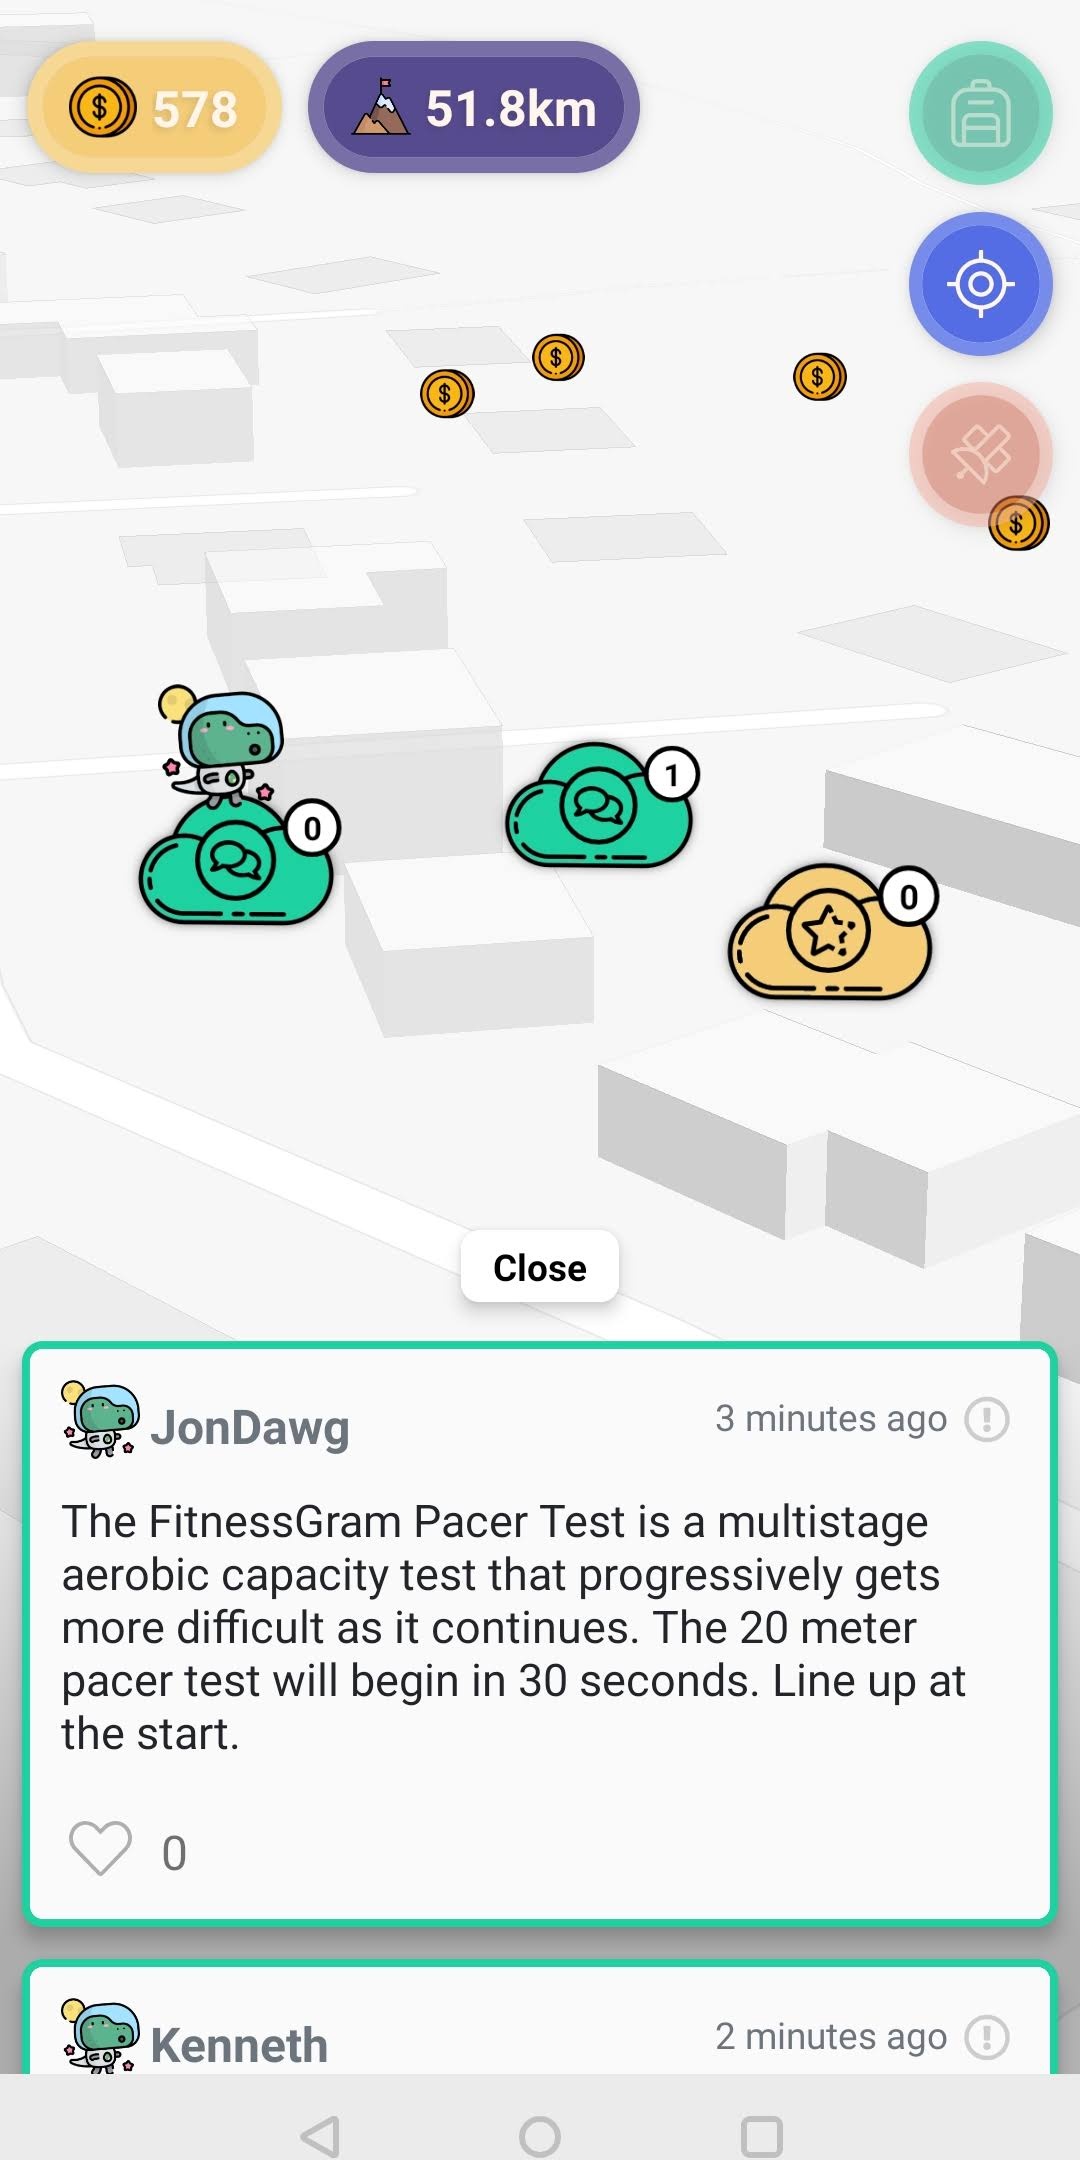 578
51.8km
0
1
0
Close
JonDawg
3 minutes ago
The FitnessGram Pacer Test is a multistage
aerobic capacity test that progressively gets
more difficult as it continues. The 20 meter
pacer test will begin in 30 seconds. Line up at
the start.
0
Kenneth
2 minutes ago